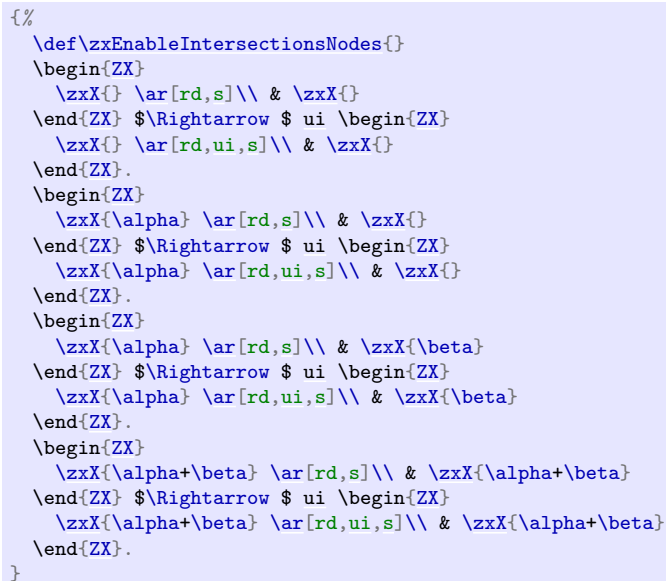 {%
  \def\zxEnableIntersectionsNodes{}
  \begin{ZX}
    \zxX{} \ar[rd,s]\\ & \zxX{}
  \end{ZX} $\Rightarrow $ ui \begin{ZX}
    \zxX{} \ar[rd,ui,s]\\ & \zxX{}
  \end{ZX}.
  \begin{ZX}
    \zxX{\alpha} \ar[rd,s]\\ & \zxX{}
  \end{ZX} $\Rightarrow $ ui \begin{ZX}
    \zxX{\alpha} \ar[rd,ui,s]\\ & \zxX{}
  \end{ZX}.
  \begin{ZX}
    \zxX{\alpha} \ar[rd,s]\\ & \zxX{\beta}
  \end{ZX} $\Rightarrow $ ui \begin{ZX}
    \zxX{\alpha} \ar[rd,ui,s]\\ & \zxX{\beta}
  \end{ZX}.
  \begin{ZX}
    \zxX{\alpha+\beta} \ar[rd,s]\\ & \zxX{\alpha+\beta}
  \end{ZX} $\Rightarrow $ ui \begin{ZX}
    \zxX{\alpha+\beta} \ar[rd,ui,s]\\ & \zxX{\alpha+\beta}
  \end{ZX}.
}